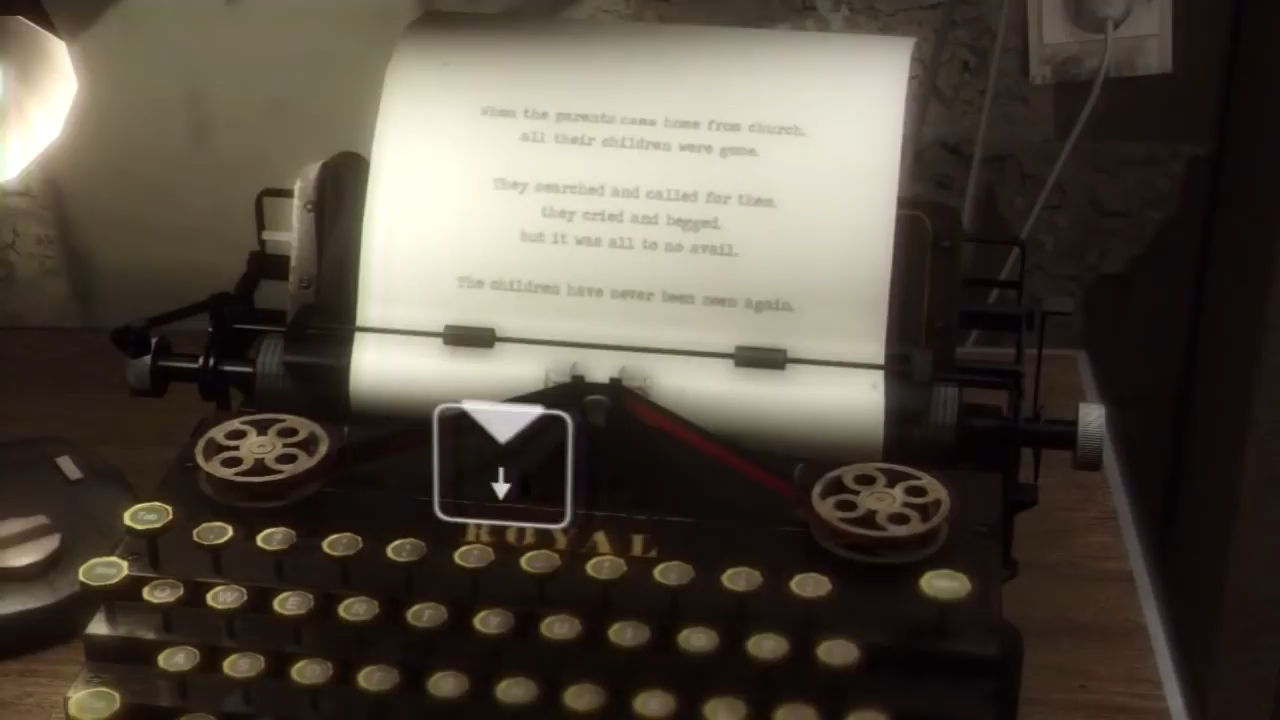 When the parents came home from church,
all their children were gone.
They searched and called for them,
they cried and begged,
but it was all to no avail.
The children have never been seen again.
ROYAL
Tab
Q W E R T
A S